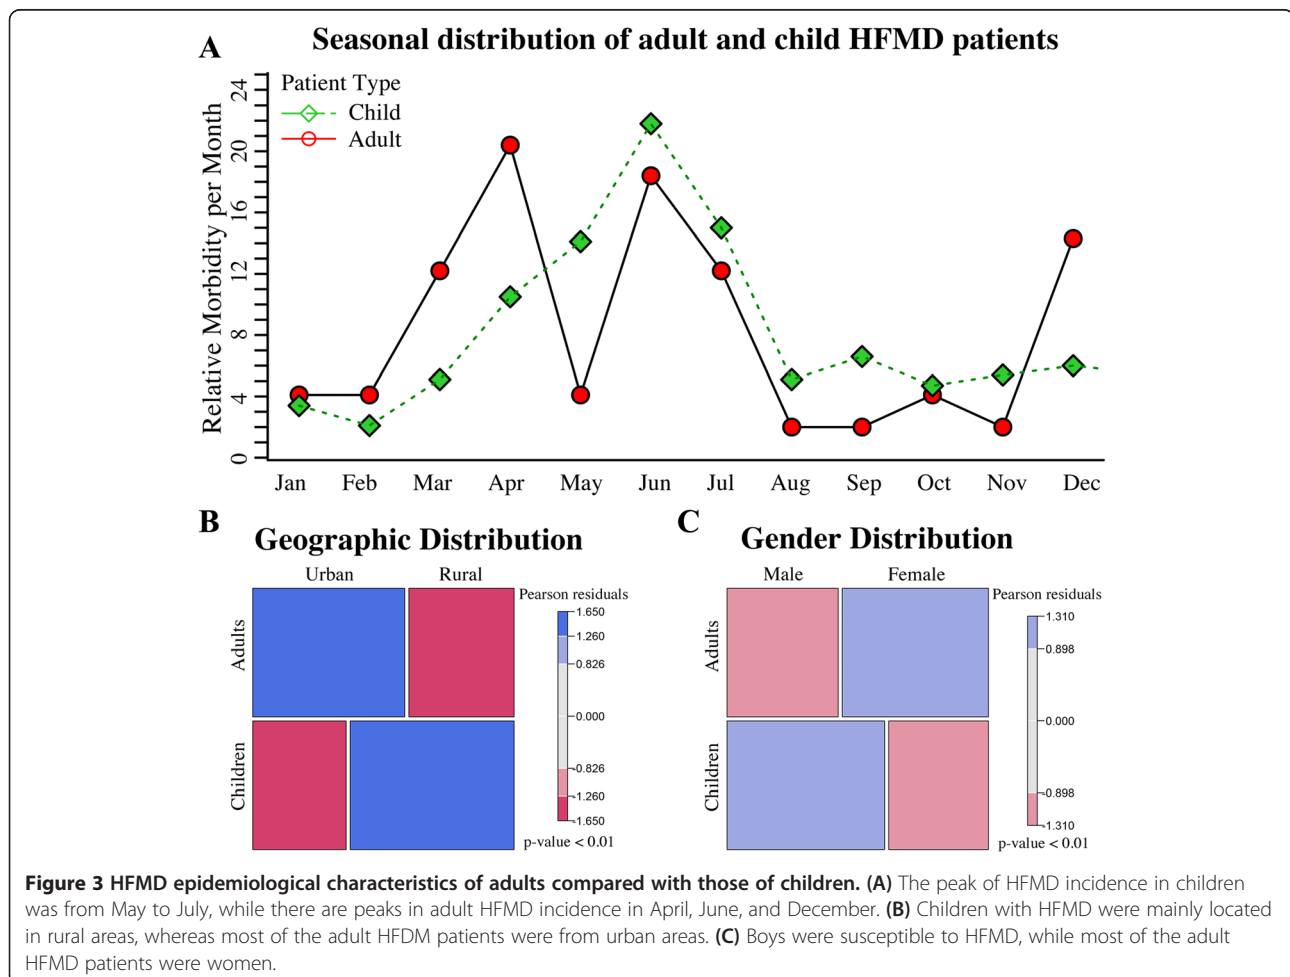 A
Seasonal distribution of adult and child HFMD patients
Relative Morbidity per Month
24
20
16
12
8
4
0
Patient Type
Child
Adult
Jan Feb Mar Apr May Jun Jul Aug Sep Oct Nov Dec
B
Geographic Distribution
Urban Rural
Adults
Children
Pearson residuals
1.650
1.260
0.826
0.000
-0.826
-1.260
-1.650
p-value < 0.01
C
Gender Distribution
Male Female
Adults
Children
Pearson residuals
1.310
0.898
0.000
-0.898
-1.310
p-value < 0.01
Figure 3 HFMD epidemiological characteristics of adults compared with those of children. (A) The peak of HFMD incidence in children
was from May to July, while there are peaks in adult HFMD incidence in April, June, and December. (B) Children with HFMD were mainly located
in rural areas, whereas most of the adult HFDM patients were from urban areas. (C) Boys were susceptible to HFMD, while most of the adult
HFMD patients were women.